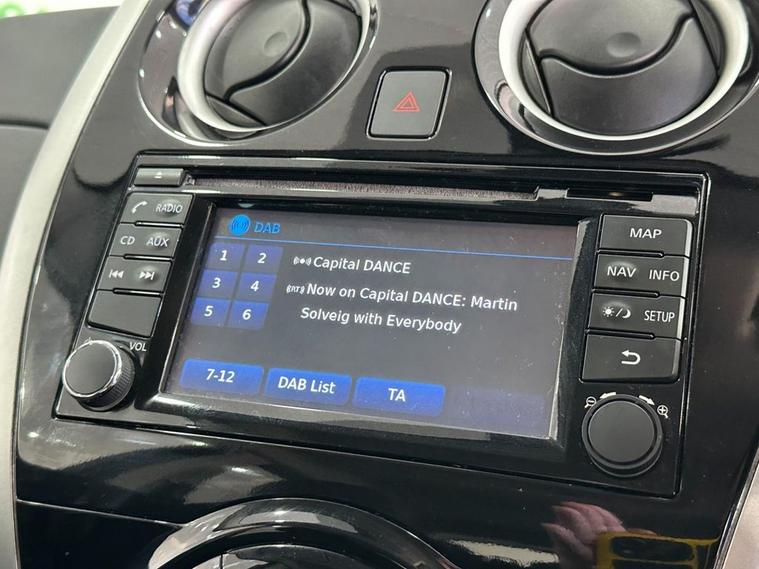 RADIO
CD AUX
VOL
DAB
1 2
3 4
5 6
Capital DANCE
(RT) Now on Capital DANCE: Martin
Solveig with Everybody
7-12
DAB List
TA
MAP
NAV INFO
SETUP